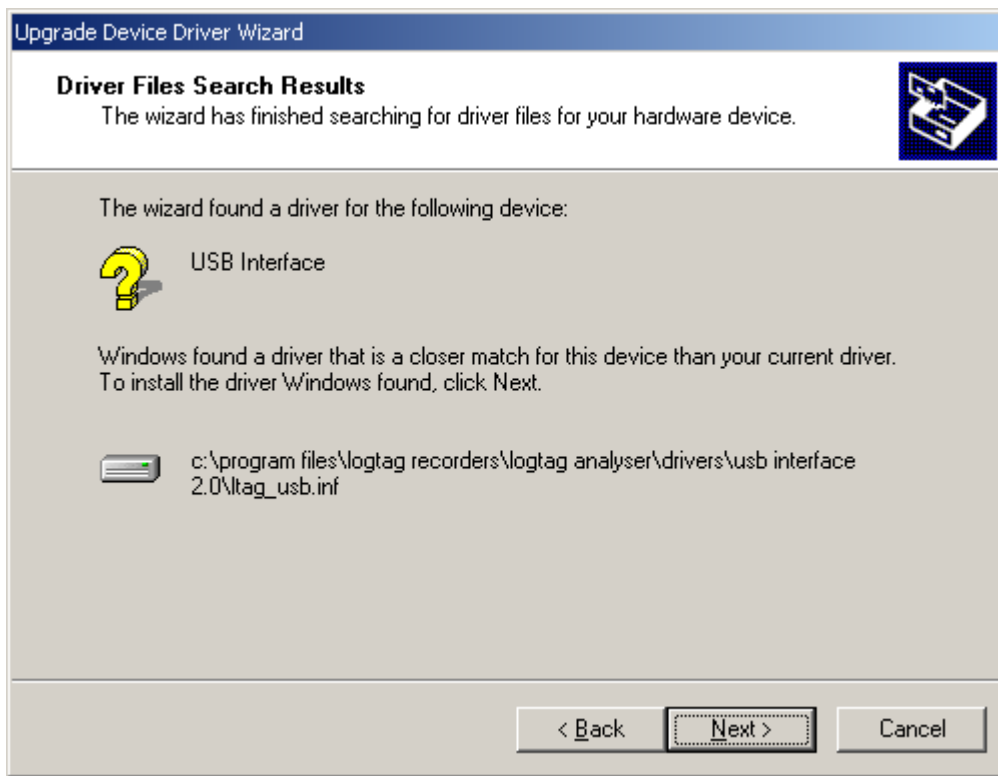 Upgrade Device Driver Wizard
Driver Files Search Results
The wizard has finished searching for driver files for your hardware device.
The wizard found a driver for the following device:
USB Interface
Windows found a driver that is a closer match for this device than your current driver.
To install the driver Windows found, click Next.
c:\program files\logtag recorders\logtag analyser\drivers\usb interface
2.0\ltag_usb.inf
< Back
Next >
Cancel